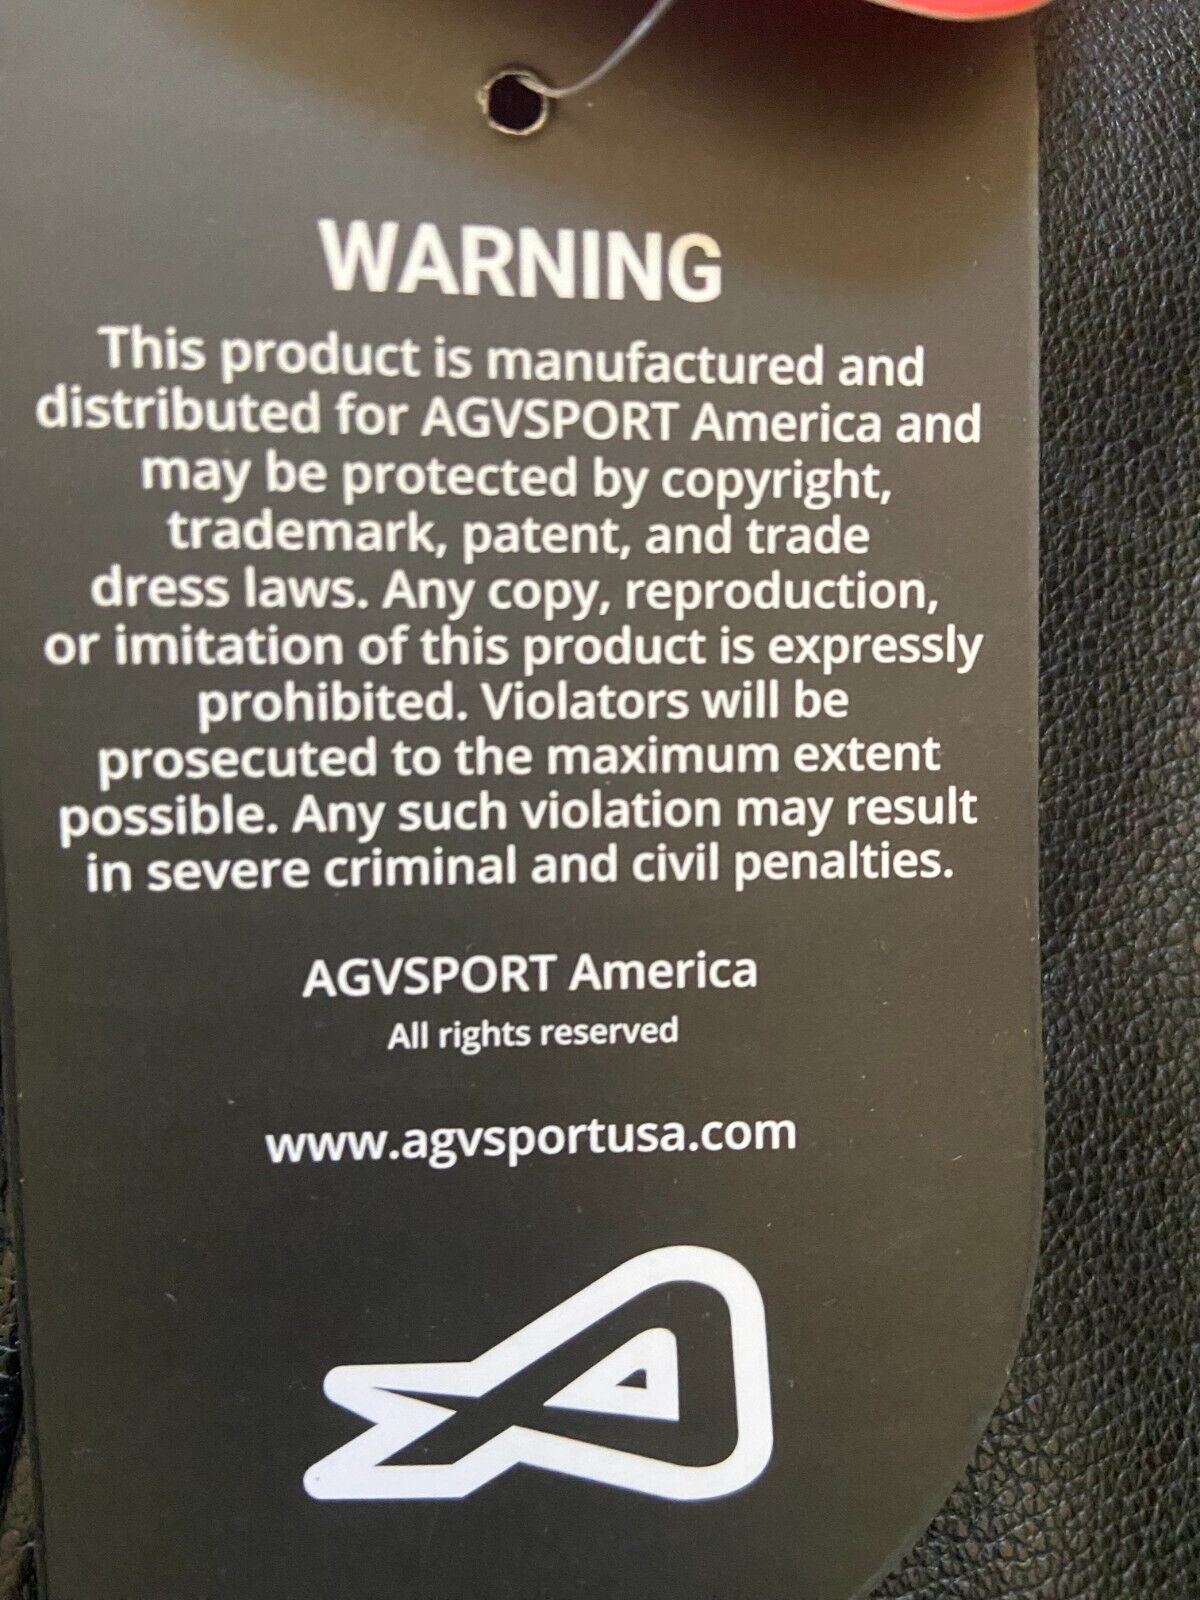 WARNING
This product is manufactured and
distributed for AGVSPORT America and
may be protected by copyright,
trademark, patent, and trade
dress laws. Any copy, reproduction,
or imitation of this product is expressly
prohibited. Violators will be
prosecuted to the maximum extent
possible. Any such violation may result
in severe criminal and civil penalties.
AGVSPORT America
All rights reserved
www.agvsportusa.com